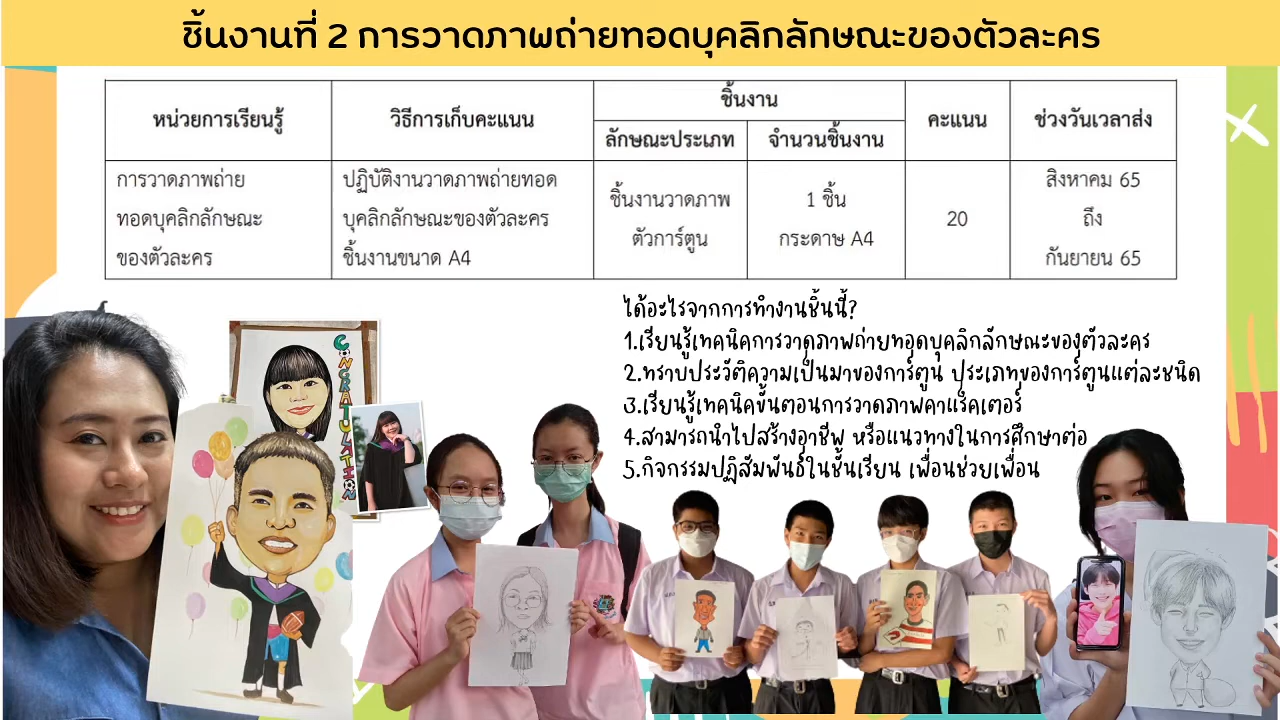 ชิ้นงานที่ 2 การวาดภาพถ่ายทอดบุคลิกลักษณะของตัวละคร
หน่วยการเรียนรู้
วิธีการเก็บคะแนน
ชิ้นงาน
ลักษณะประเภท
จำนวนชิ้นงาน
คะแนน
ช่วงวันเวลาส่ง
การวาดภาพถ่าย
ทอดบุคลิกลักษณะ
ของตัวละคร
ปฏิบัติงานวาดภาพถ่ายทอด
บุคลิกลักษณะของตัวละคร
ชิ้นงานขนาด A4
ชิ้นงานวาดภาพ
ตัวการ์ตูน
1 ชิ้น
กระดาษ A4
20
สิงหาคม 65
ถึง
กันยายน 65
ได้อะไรจากการทำงานชิ้นนี้?
1.เรียนรู้เทคนิคการวาดภาพถ่ายทอดบุคลิกลักษณะของตัวละคร
2.ทราบประวัติความเป็นมาของการ์ตูน ประเภทของการ์ตูนแต่ละชนิด
3.เรียนรู้เทคนิคขั้นตอนการวาดภาพคาแร็คเตอร์
4.สามารถนำไปสร้างอาชีพ หรือแนวทางในการศึกษาต่อ
5.กิจกรรมปฏิสัมพันธ์ในชั้นเรียน เพื่อนช่วยเพื่อน
CONGRATULATION